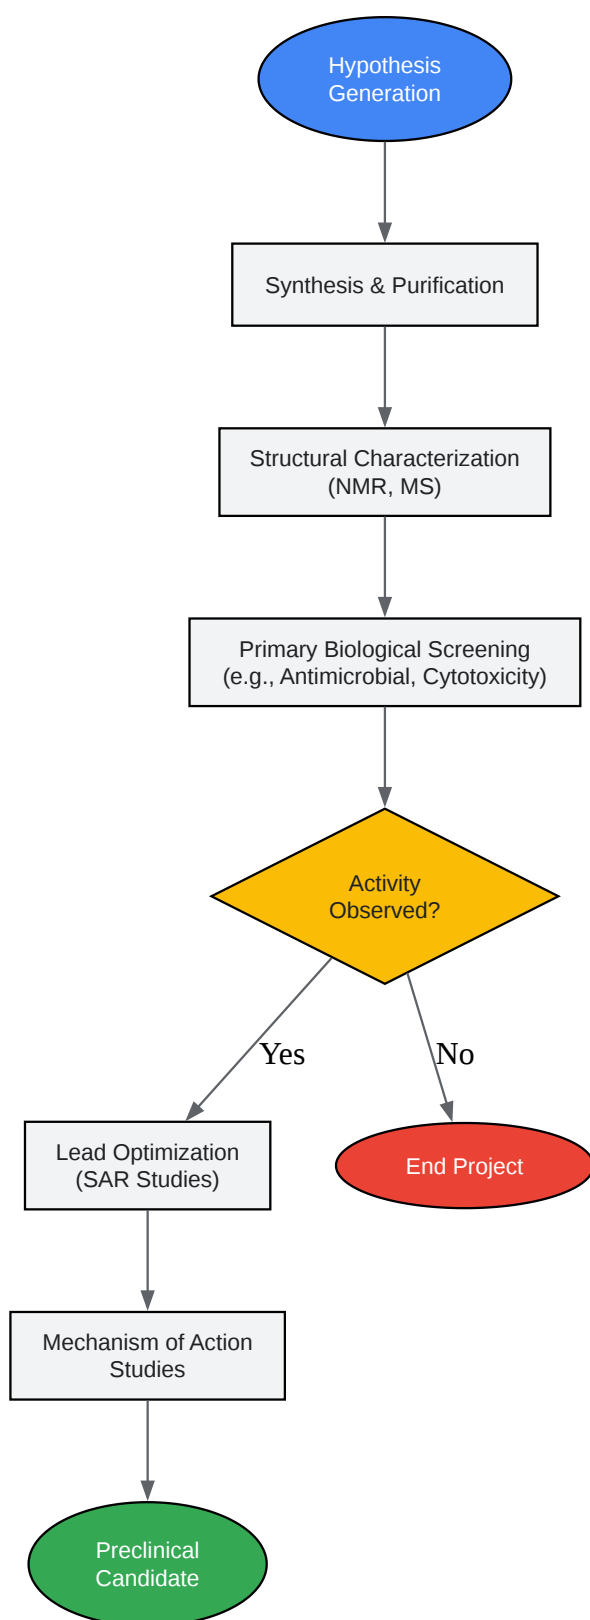 Hypothesis
Generation
Synthesis & Purification
Structural Characterization
(NMR, MS)
Primary Biological Screening
(e.g., Antimicrobial, Cytotoxicity)
Activity
Observed?
Yes
No
Lead Optimization
(SAR Studies)
End Project
Mechanism of Action
Studies
Preclinical
Candidate